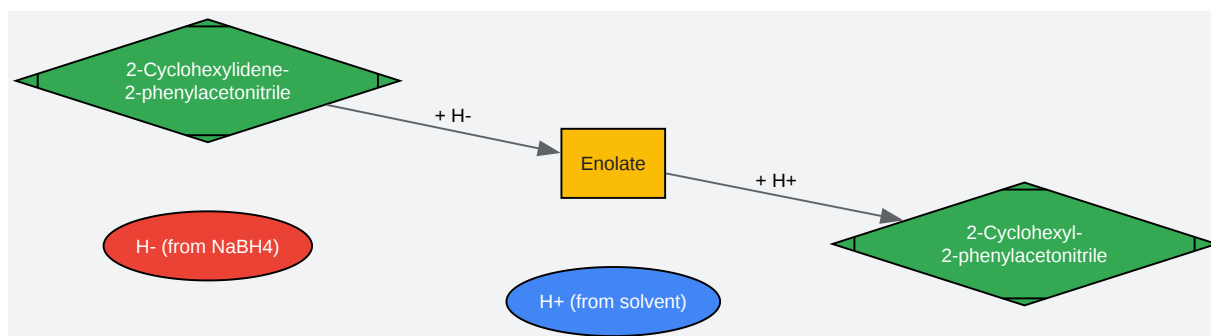 2-Cyclohexylidene-
2-phenylacetonitrile
+ H-
Enolate
+ H+
H- (from NaBH4)
2-Cyclohexyl-
2-phenylacetonitrile
H+ (from solvent)